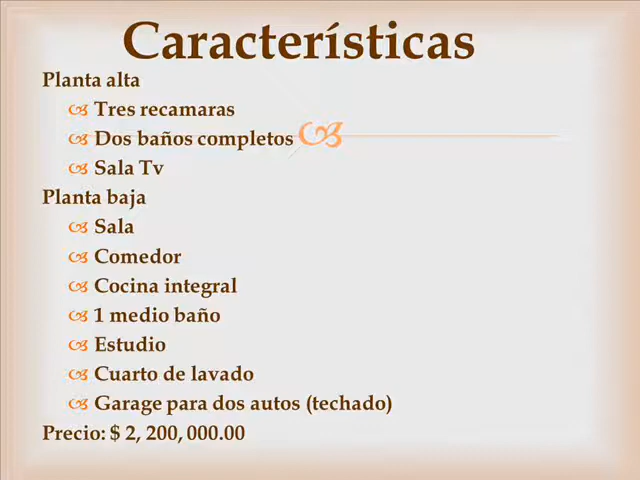 Características
Planta alta
Tres recamaras
Dos baños completos
Sala Tv
Planta baja
Sala
Comedor
Cocina integral
1 medio baño
Estudio
Cuarto de lavado
Garage para dos autos (techado)
Precio: $ 2, 200, 000.00